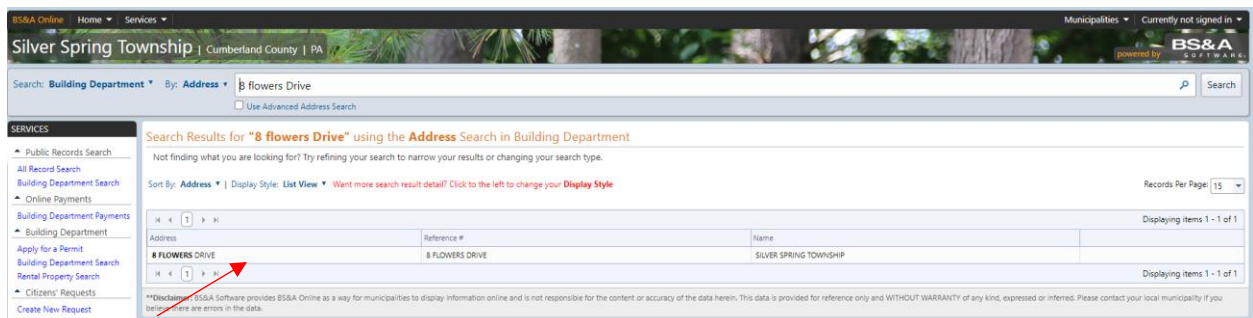 BS&A Online Home Services Municipalities Currently not signed in
Silver Spring Township | Cumberland County | PA powered by BS&A SOFTWARE
Search: Building Department By: Address 8 flowers Drive Search
Use Advanced Address Search
SERVICES
Public Records Search
All Record Search
Building Department Search
Online Payments
Building Department Payments
Building Department
Apply for a Permit
Building Department Search
Rental Property Search
Citizens' Requests
Create New Request
Search Results for "8 flowers Drive" using the Address Search in Building Department
Not finding what you are looking for? Try refining your search to narrow your results or changing your search type.
Sort By: Address | Display Style: List View Want more search result detail? Click to the left to change your Display Style Records Per Page: 15
1 Displaying items 1 - 1 of 1
Address Reference # Name
8 FLOWERS DRIVE 8 FLOWERS DRIVE SILVER SPRING TOWNSHIP
1 Displaying items 1 - 1 of 1
**Disclaimer: BS&A Software provides BS&A Online as a way for municipalities to display information online and is not responsible for the content or accuracy of the data herein. This data is provided for reference only and WITHOUT WARRANTY of any kind, expressed or inferred. Please contact your local municipality if you
believe there are errors in the data.